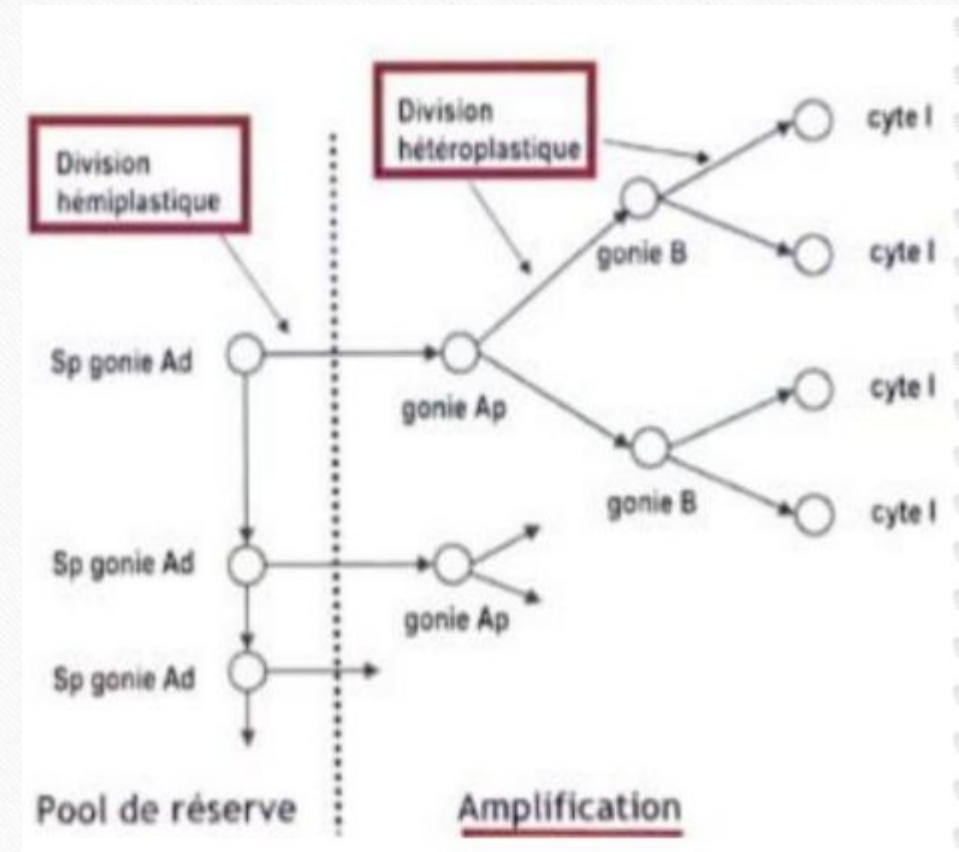 Division
hétéroplastique
cyte I
Division
hémiplastique
gonie B
cyte I
Sp gonie Ad
gonie Ap
cyte I
gonie B
cyte I
Sp gonie Ad
gonie Ap
Sp gonie Ad
Pool de réserve
Amplification